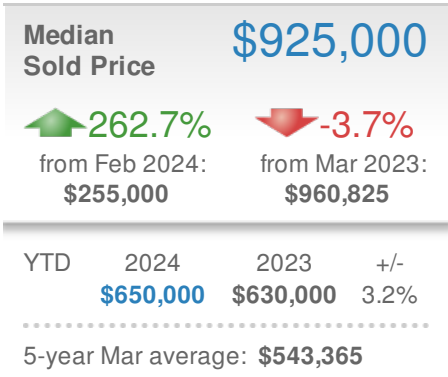 Median
Sold Price
$925,000
262.7% -3.7%
from Feb 2024: from Mar 2023:
$255,000 $960,825
YTD 2024 2023 +/-
$650,000 $630,000 3.2%
5-year Mar average: $543,365